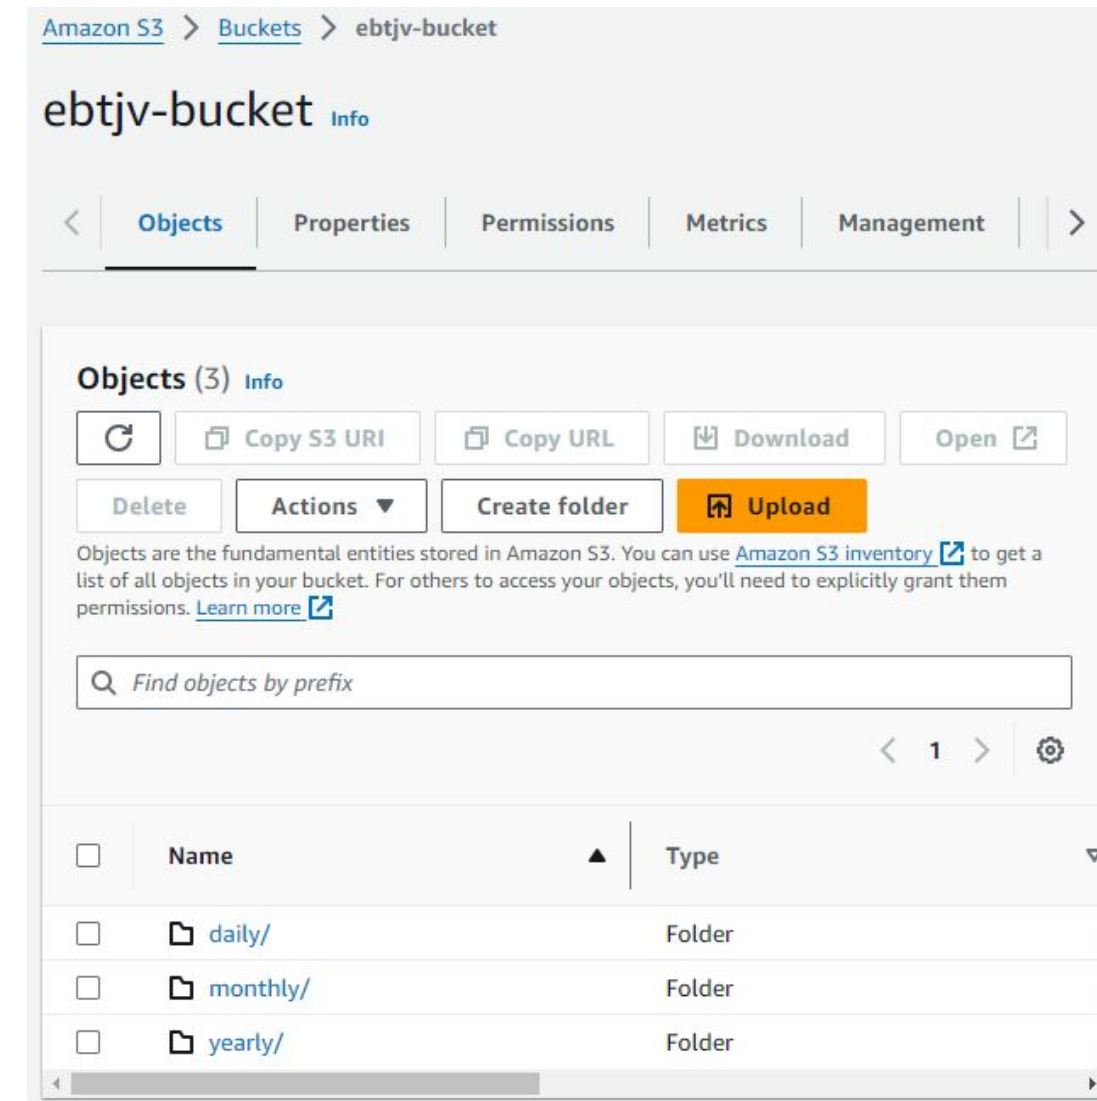 Amazon S3 > Buckets > ebtjv-bucket
ebtjv-bucket Info
Objects Properties Permissions Metrics Management
Objects (3) Info
Copy S3 URI Copy URL Download Open
Delete Actions Create folder Upload
Objects are the fundamental entities stored in Amazon S3. You can use Amazon S3 inventory to get a
list of all objects in your bucket. For others to access your objects, you'll need to explicitly grant them
permissions. Learn more
Find objects by prefix
1
Name Type
daily/ Folder
monthly/ Folder
yearly/ Folder